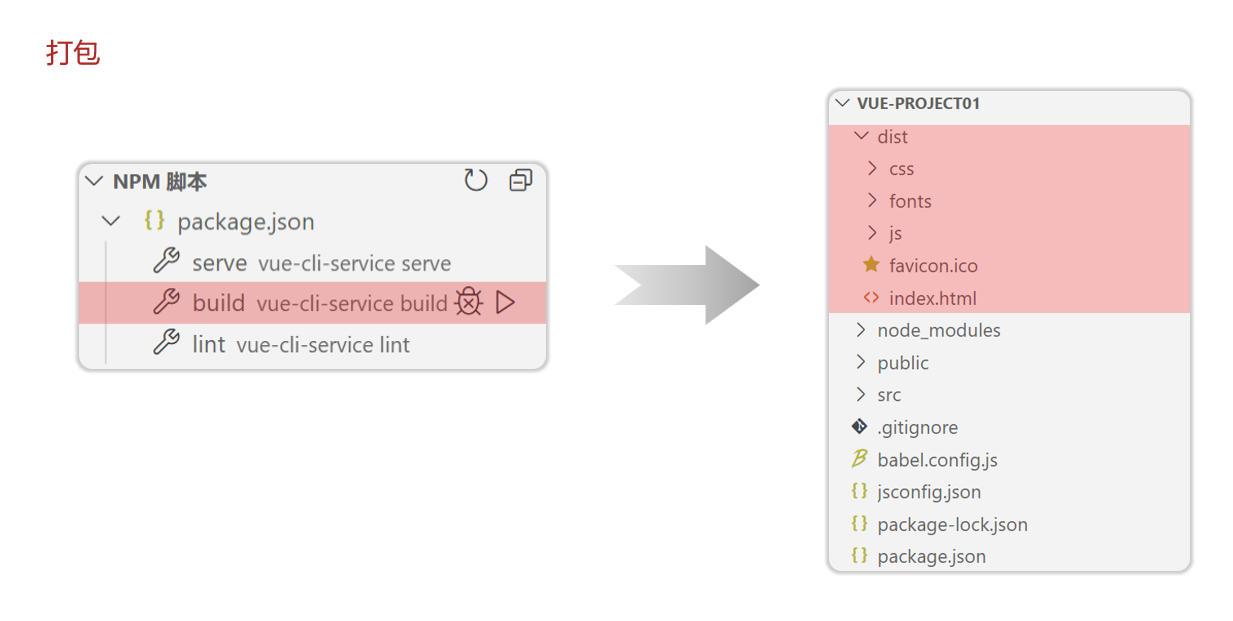 打包
NPM 脚本
package.json
serve vue-cli-service serve
build vue-cli-service build
lint vue-cli-service lint
VUE-PROJECT01
dist
css
fonts
js
favicon.ico
index.html
node_modules
public
src
.gitignore
babel.config.js
jsconfig.json
package-lock.json
package.json